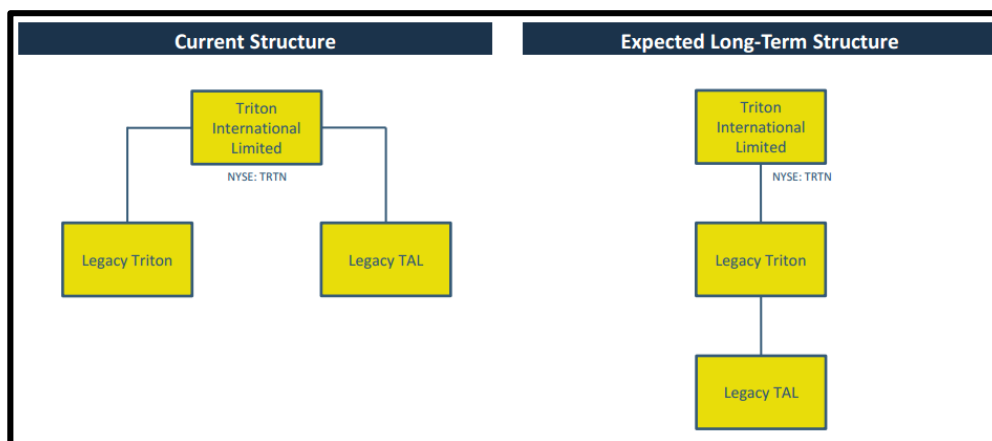 Current Structure
Triton
International
Limited
NYSE: TRTN
Legacy Triton
Legacy TAL
Expected Long-Term Structure
Triton
International
Limited
NYSE: TRTN
Legacy Triton
Legacy TAL